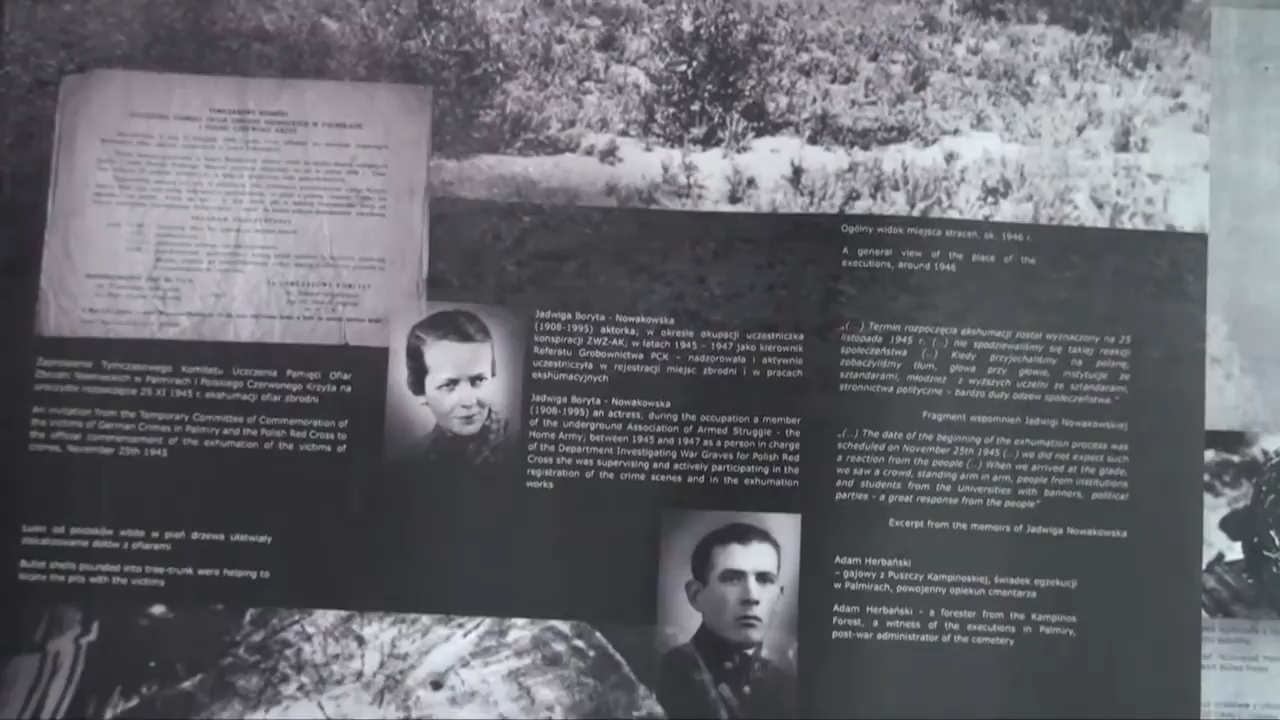 TYMCZASOWY KOMITET
UCZCZENIA PAMIĘCI OFIAR ZBRODNI NIEMIECKICH W PALMIRACH
I POLSKI CZERWONY KRZYŻ
Zaproszenie Tymczasowego Komitetu Uczczenia Pamięci Ofiar
Zbrodni Niemieckich w Palmirach i Polskiego Czerwonego Krzyża na
uroczyste rozpoczęcie 25 XI 1945 r. ekshumacji ofiar zbrodni
An invitation from the Temporary Committee of Commemoration of
the victims of German Crimes in Palmiry and the Polish Red Cross to
the official commencement of the exhumation of the victims of
crimes, November 25th 1945
Łuski od pocisków wbite w pień drzewa ułatwiały
zlokalizowanie dołów z ofiarami
Bullet shells pounded into tree-trunk were helping to
locate the pits with the victims
Jadwiga Boryta - Nowakowska
(1908-1995) aktorka; w okresie okupacji uczestniczka
konspiracji ZWZ-AK; w latach 1945 - 1947 jako kierownik
Referatu Grobownictwa PCK - nadzorowała i aktywnie
uczestniczyła w rejestracji miejsc zbrodni i w pracach
ekshumacyjnych
Jadwiga Boryta - Nowakowska
(1908-1995) an actress; during the occupation a member
of the underground Association of Armed Struggle - the
Home Army; between 1945 and 1947 as a person in charge
of the Department Investigating War Graves for Polish Red
Cross she was supervising and actively participating in the
registration of the crime scenes and in the exhumation
works
Ogólny widok miejsca straceń, ok. 1946 r.
A general view of the place of the
executions, around 1946
„(...) Termin rozpoczęcia ekshumacji został wyznaczony na 25
listopada 1945 r. (...) nie spodziewaliśmy się takiej reakcji
społeczeństwa (...) Kiedy przyjechaliśmy na polanę,
zobaczyliśmy tłum, głowa przy głowie, instytucje ze
sztandarami, młodzież z wyższych uczelni ze sztandarami,
stronnictwa polityczne - bardzo duży odzew społeczeństwa."
Fragment wspomnień Jadwigi Nowakowskiej
„(...) The date of the beginning of the exhumation process was
scheduled on November 25th 1945 (...) we did not expect such
a reaction from the people (...) When we arrived at the glade,
we saw a crowd, standing arm in arm, people from institutions
and students from the Universities with banners, political
parties - a great response from the people"
Excerpt from the memoirs of Jadwiga Nowakowska
Adam Herbański
- gajowy z Puszczy Kampinoskiej, świadek egzekucji
w Palmirach, powojenny opiekun cmentarza
Adam Herbański - a forester from the Kampinos
Forest, a witness of the executions in Palmiry,
post-war administrator of the cemetery